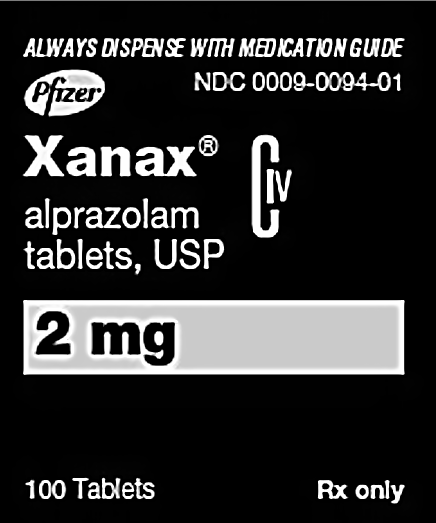 ALWAYS DISPENSE WITH MEDICATION GUIDE
Pfizer
NDC 0009-0094-01
Xanax®
CIV
alprazolam
tablets, USP
2 mg
100 Tablets
Rx only